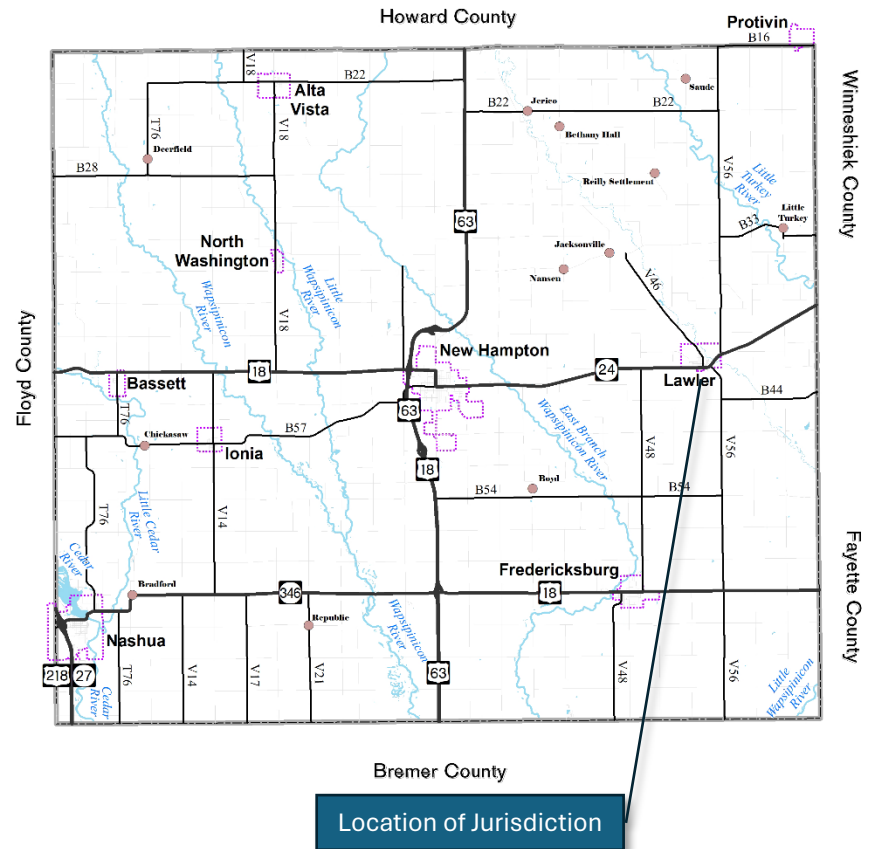 Howard County
Protivin
B16
V18
B22
Alta
Vista
Saude
B22
Jerico
B22
Bethany Hall
T76
V18
Deerfield
B28
Reilly Settlement
V56
Little
Turkey
River
Winneshiek County
63
Little
Turkey
B33
North
Washington
Jacksonville
Nansen
V46
Wapsipinicon
River
Little
Wapsipinicon
River
V18
Floyd County
New Hampton
18
24
Bassett
Lawler
T76
63
B44
Chickasaw
B57
Ionia
East Branch
Wapsipinicon River
V48
V56
18
Boyd
B54
B54
T76
Little Cedar
River
V14
Cedar
River
Fredericksburg
Fayette County
Bradford
346
18
Republic
Wapsipinicon
River
Nashua
218
27
Cedar
River
T76
V14
V17
V21
63
V48
V56
Little
Wapsipinicon
River
Bremer County
Location of Jurisdiction